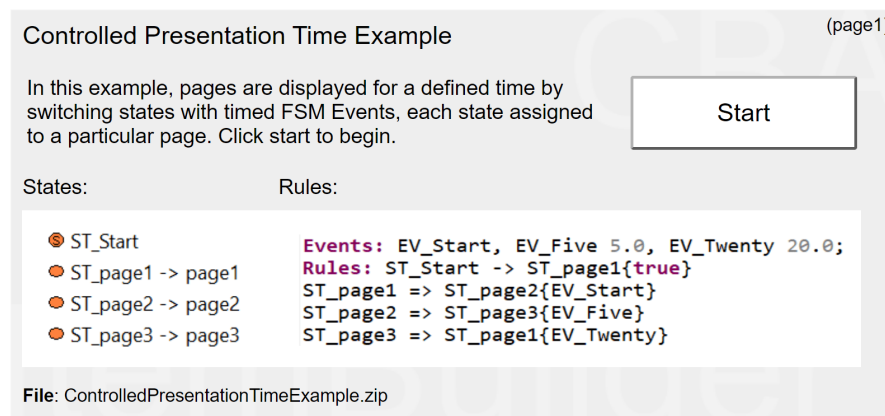 Controlled Presentation Time Example
(page1)
In this example, pages are displayed for a defined time by
switching states with timed FSM Events, each state assigned
to a particular page. Click start to begin.
Start
States:
Rules:
S ST_Start
ST_page1 -> page1
ST_page2 -> page2
ST_page3 -> page3
Events: EV_Start, EV_Five 5.0, EV_Twenty 20.0;
Rules: ST_Start -> ST_page1{true}
ST_page1 => ST_page2{EV_Start}
ST_page2 => ST_page3{EV_Five}
ST_page3 => ST_page1{EV_Twenty}
File: ControlledPresentationTimeExample.zip